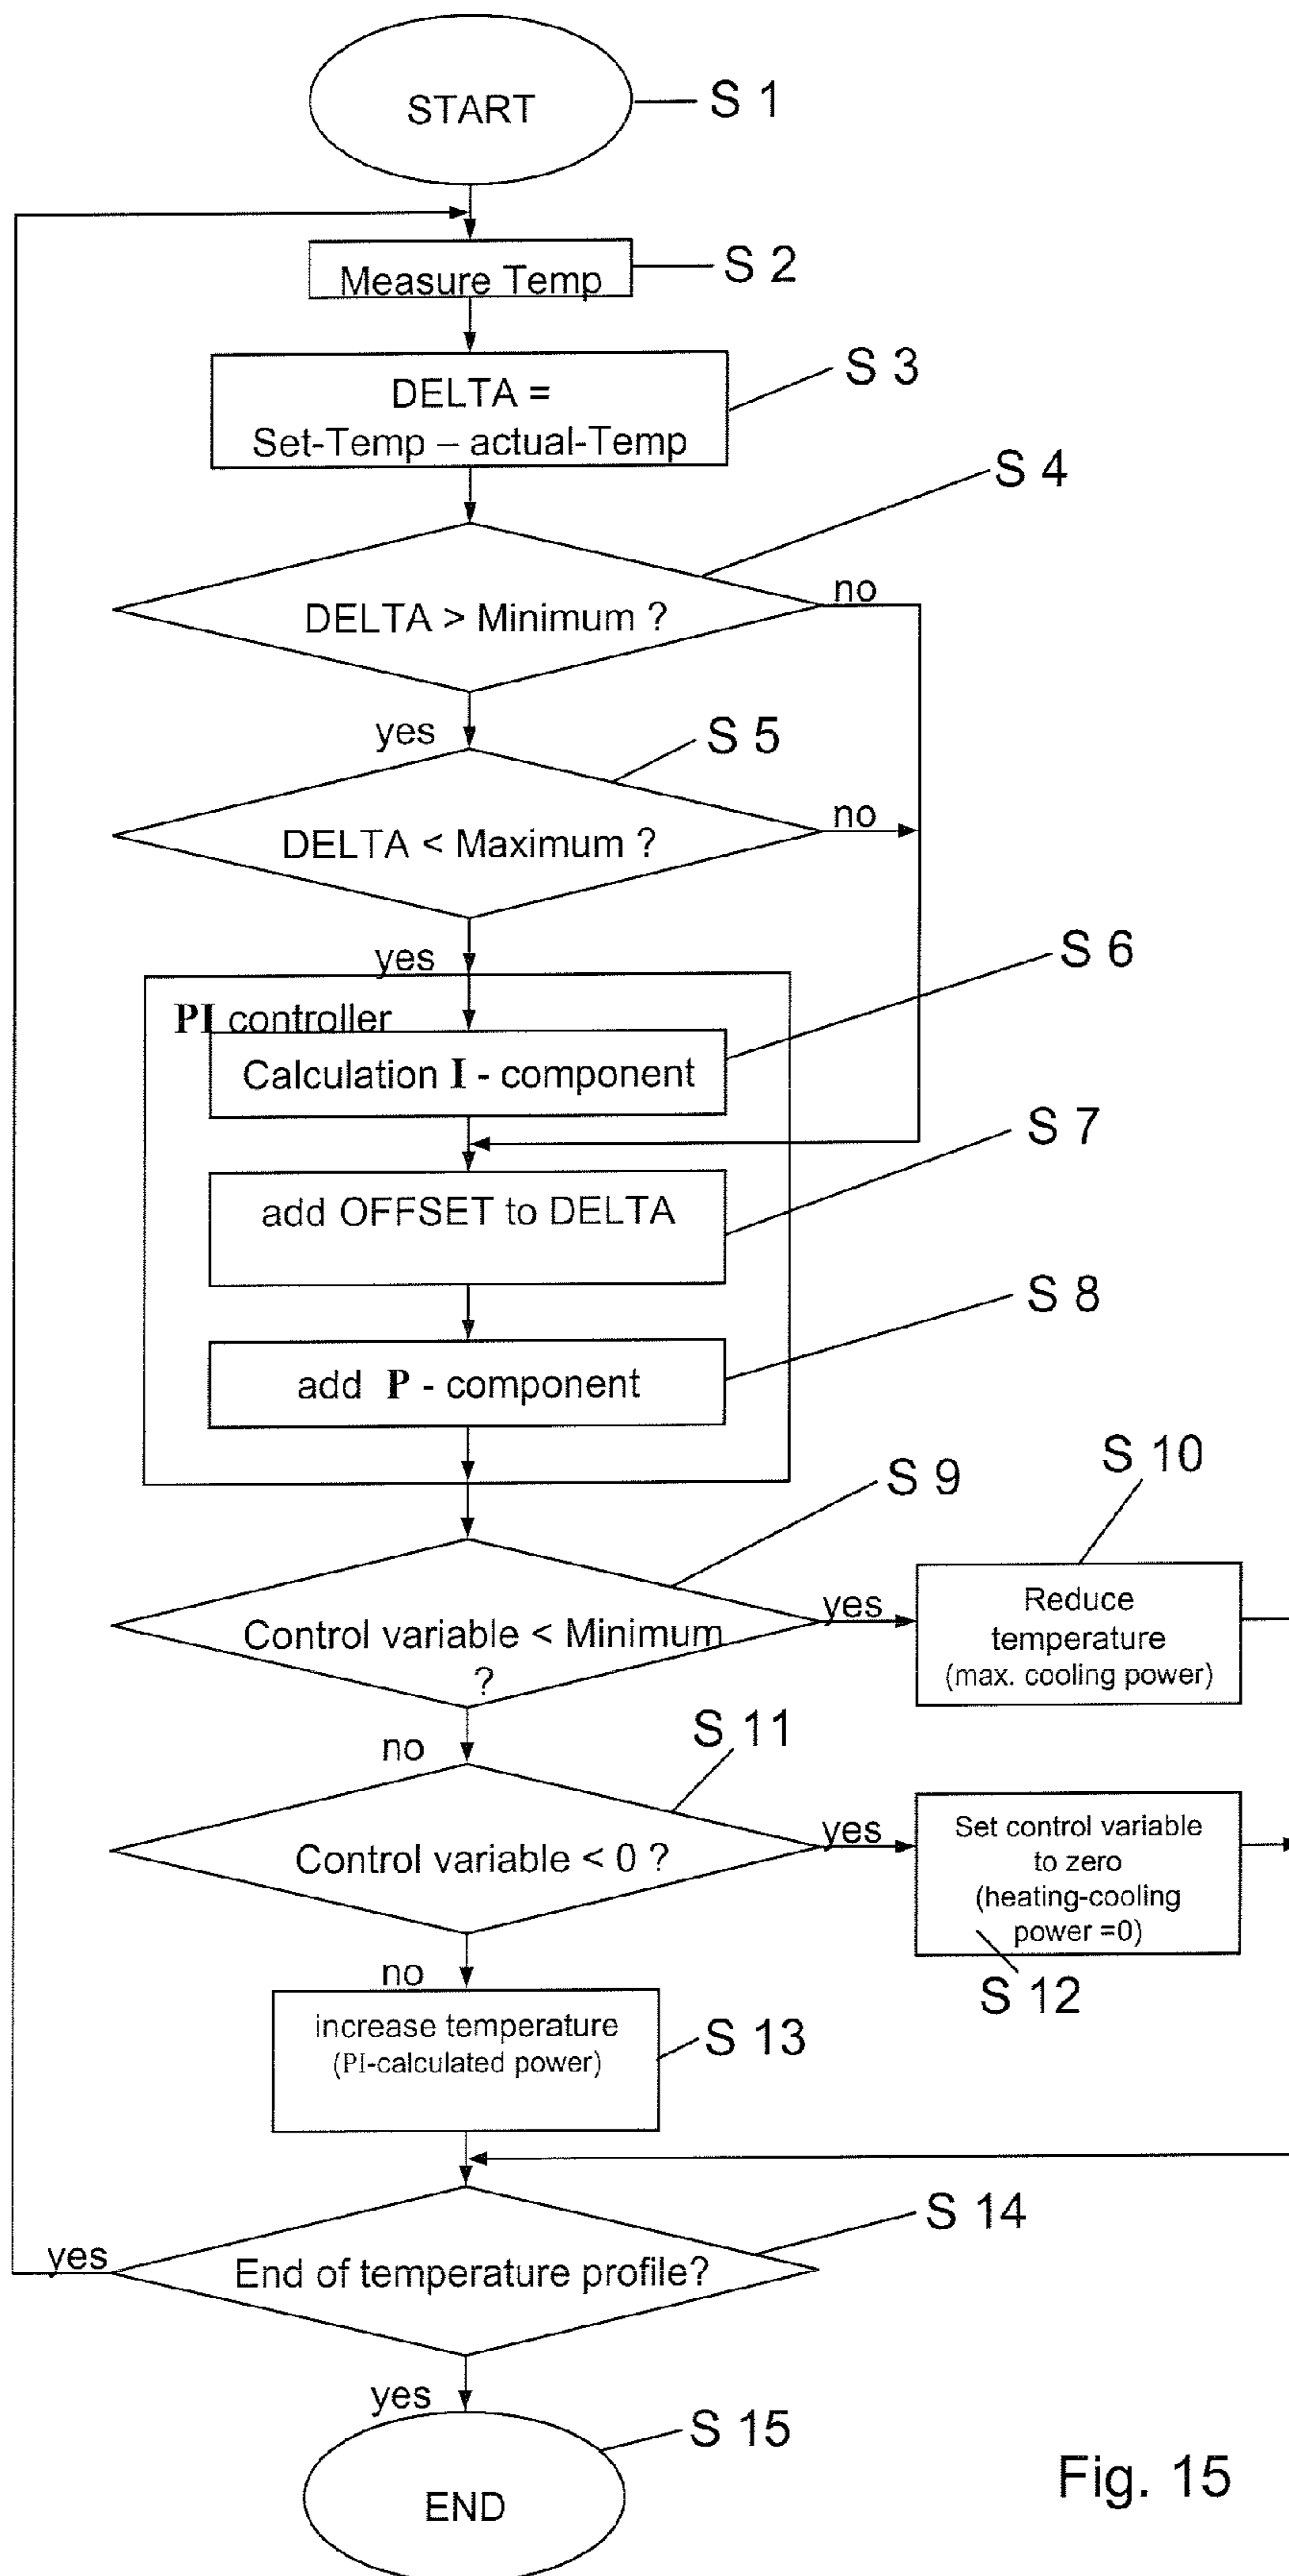 START
S 1
Measure Temp
S 2
DELTA =
Set-Temp – actual-Temp
S 3
S 4
DELTA > Minimum ?
no
yes
S 5
DELTA < Maximum ?
no
yes
S 6
PI controller
Calculation I - component
S 7
add OFFSET to DELTA
S 8
add P - component
S 9
S 10
Control variable < Minimum
?
yes
Reduce
temperature
(max. cooling power)
no
S 11
Control variable < 0 ?
yes
Set control variable
to zero
(heating-cooling
power =0)
S 12
no
increase temperature
(PI-calculated power)
S 13
S 14
yes
End of temperature profile?
yes
S 15
END
Fig. 15